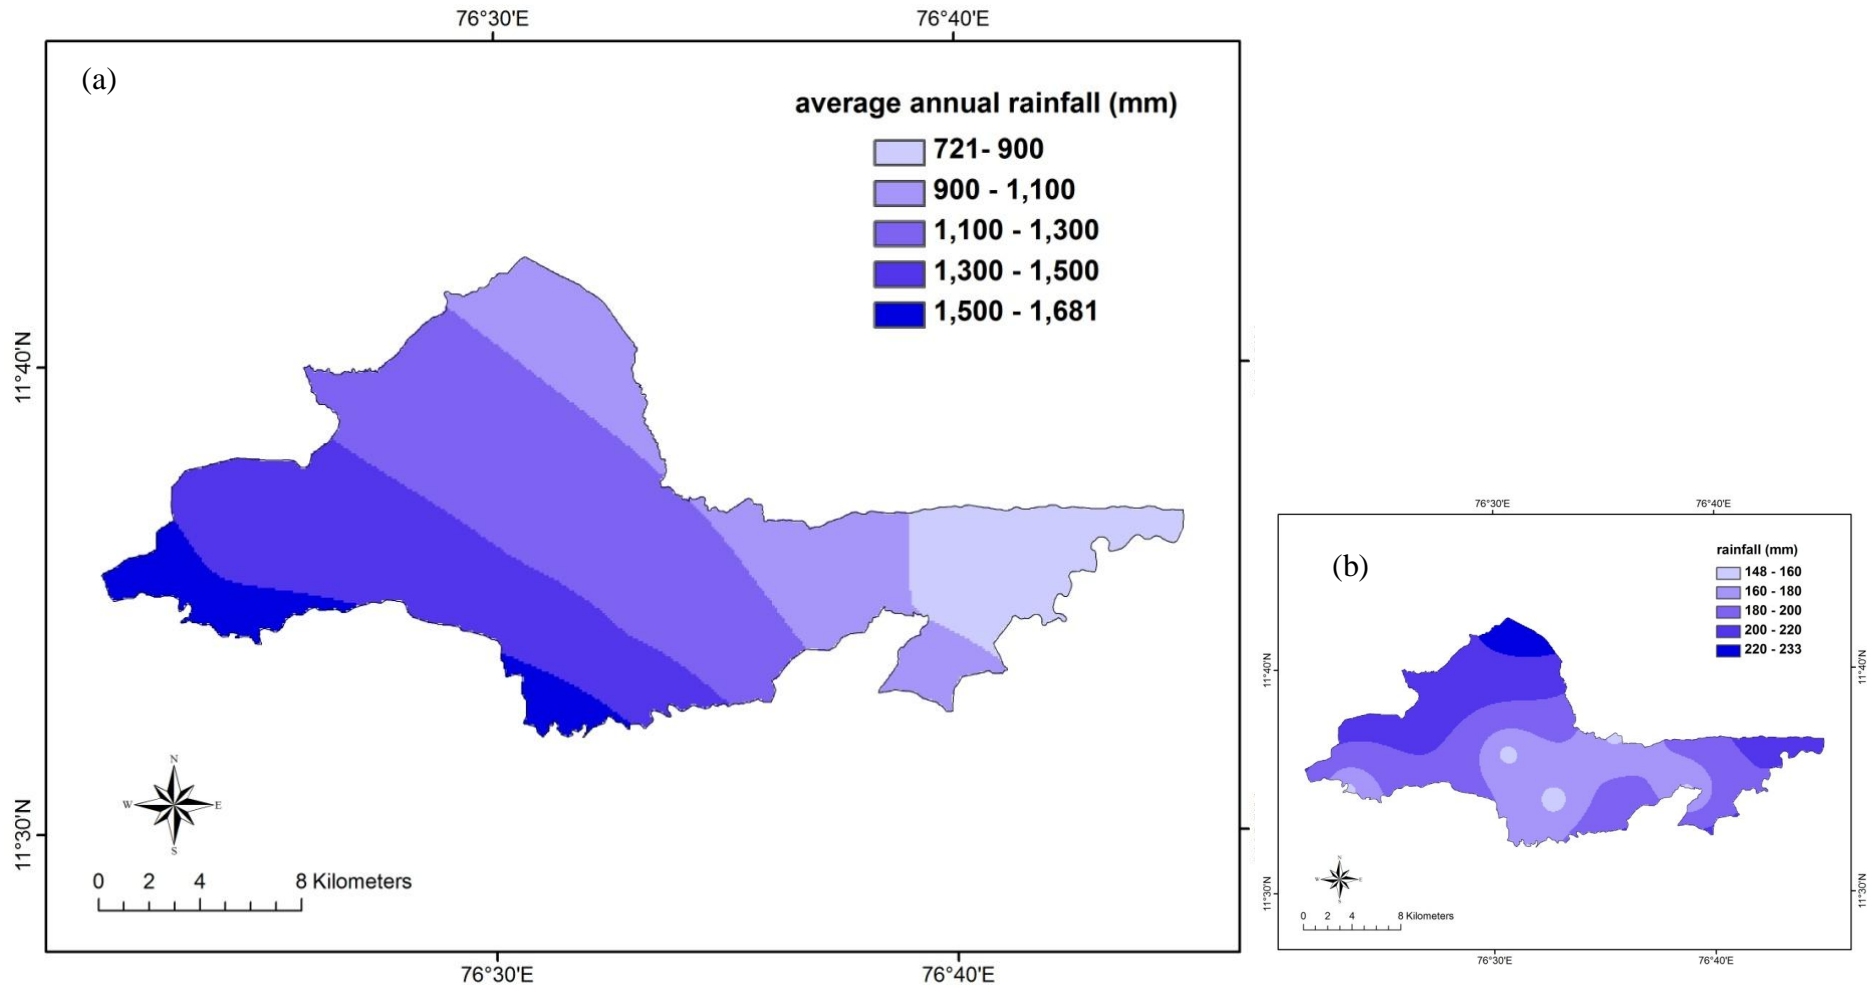 76°30'E 76°40'E
(a)
average annual rainfall (mm)
721- 900
900 - 1,100
1,100 - 1,300
1,300 - 1,500
1,500 - 1,681
11°40'N
11°30'N
N
W E
S
0 2 4 8 Kilometers
76°30'E 76°40'E
76°30'E 76°40'E
(b)
rainfall (mm)
148 - 160
160 - 180
180 - 200
200 - 220
220 - 233
11°40'N 11°40'N
11°30'N 11°30'N
N
W E
S
0 2 4 8 Kilometers
76°30'E 76°40'E